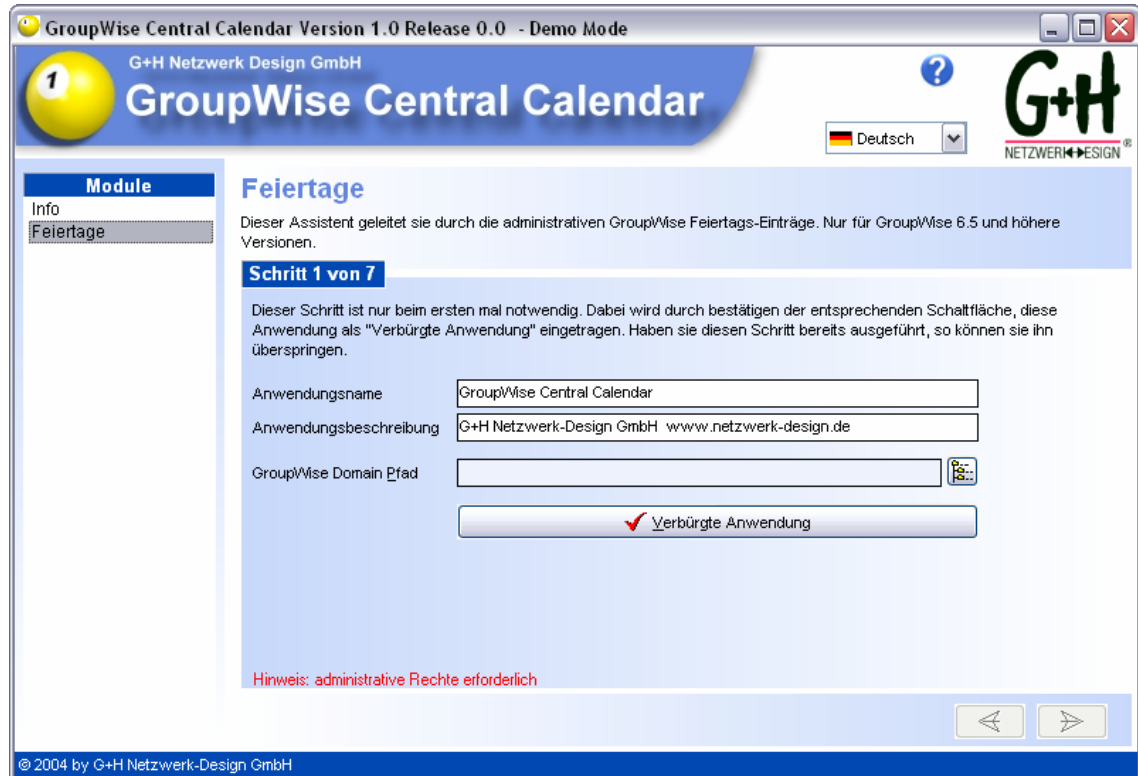 GroupWise Central Calendar Version 1.0 Release 0.0 - Demo Mode
1
G+H Netzwerk Design GmbH
GroupWise Central Calendar
?
Deutsch
G+H
NETZWERK DESIGN ®
Module
Info
Feiertage
Feiertage
Dieser Assistent geleitet sie durch die administrativen GroupWise Feiertags-Einträge. Nur für GroupWise 6.5 und höhere
Versionen.
Schritt 1 von 7
Dieser Schritt ist nur beim ersten mal notwendig. Dabei wird durch bestätigen der entsprechenden Schaltfläche, diese
Anwendung als "Verbürgte Anwendung" eingetragen. Haben sie diesen Schritt bereits ausgeführt, so können sie ihn
überspringen.
Anwendungsname
GroupWise Central Calendar
Anwendungsbeschreibung
G+H Netzwerk-Design GmbH www.netzwerk-design.de
GroupWise Domain Pfad
Verbürgte Anwendung
Hinweis: administrative Rechte erforderlich
© 2004 by G+H Netzwerk-Design GmbH